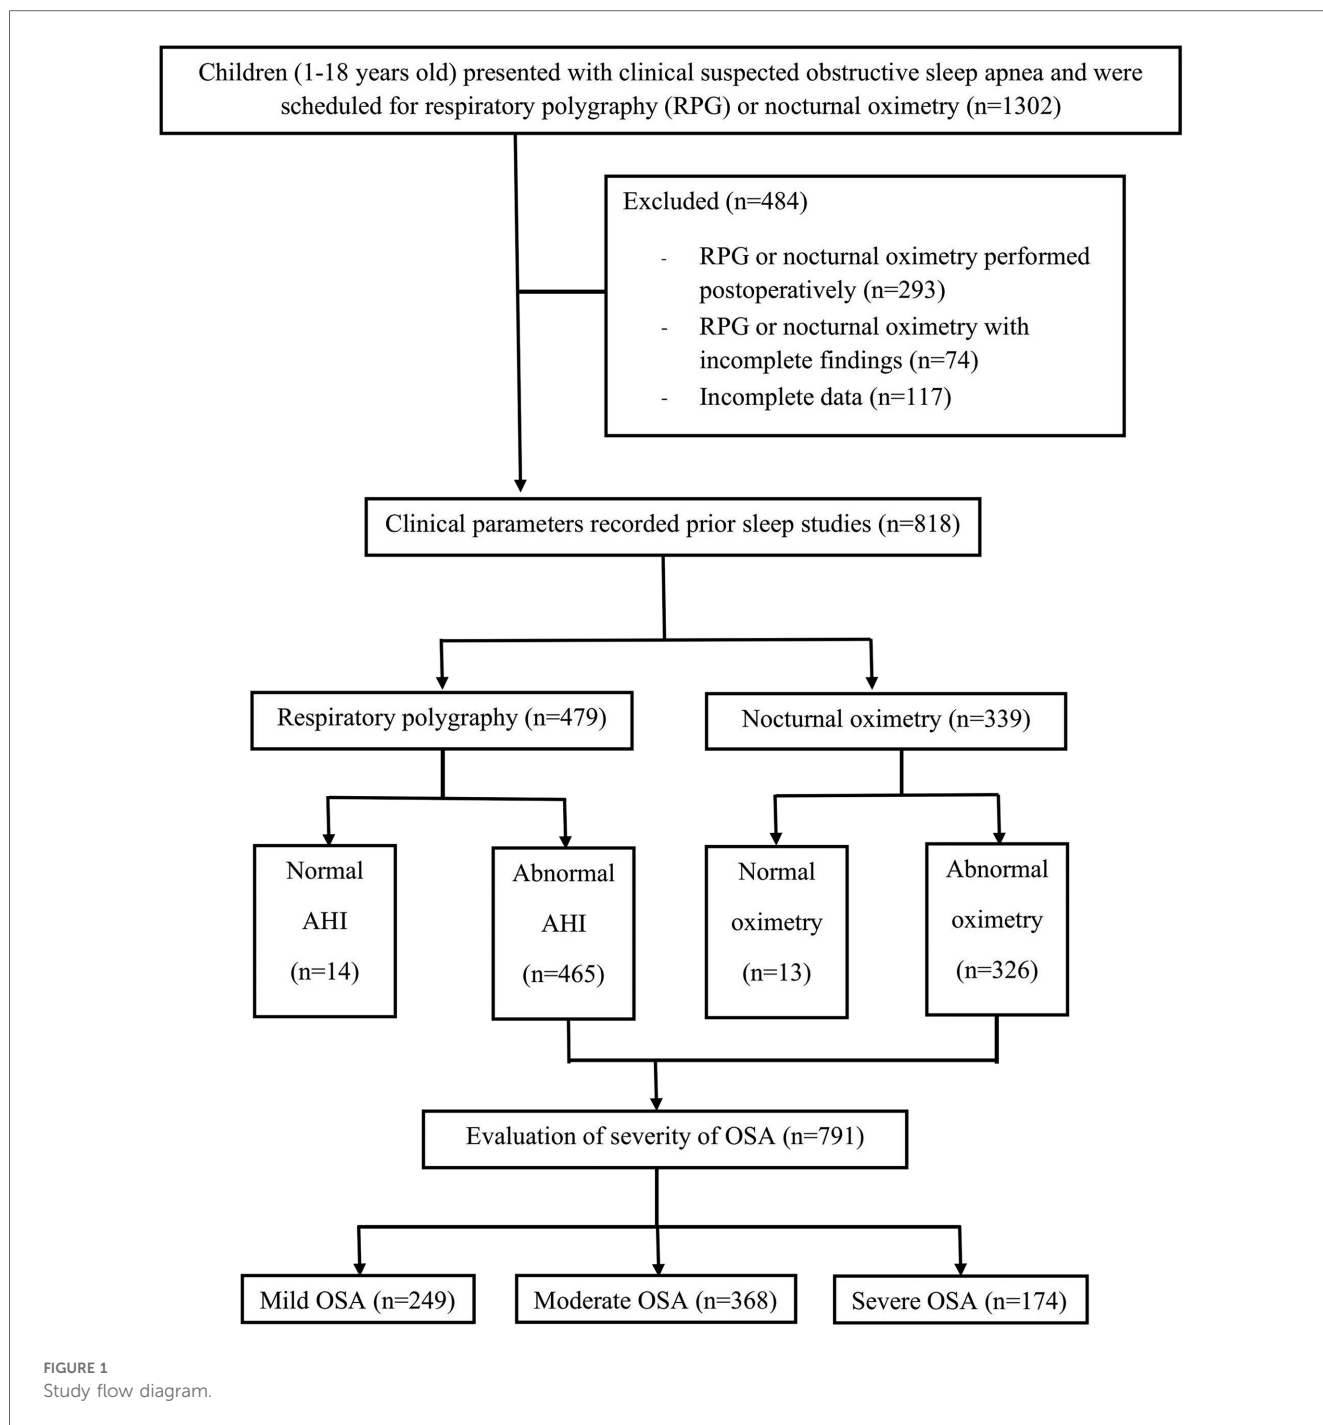 Children (1-18 years old) presented with clinical suspected obstructive sleep apnea and were
scheduled for respiratory polygraphy (RPG) or nocturnal oximetry (n=1302)
Excluded (n=484)
- RPG or nocturnal oximetry performed
postoperatively (n=293)
- RPG or nocturnal oximetry with
incomplete findings (n=74)
- Incomplete data (n=117)
Clinical parameters recorded prior sleep studies (n=818)
Respiratory polygraphy (n=479)
Nocturnal oximetry (n=339)
Normal
AHI
(n=14)
Abnormal
AHI
(n=465)
Normal
oximetry
(n=13)
Abnormal
oximetry
(n=326)
Evaluation of severity of OSA (n=791)
Mild OSA (n=249)
Moderate OSA (n=368)
Severe OSA (n=174)
FIGURE 1
Study flow diagram.